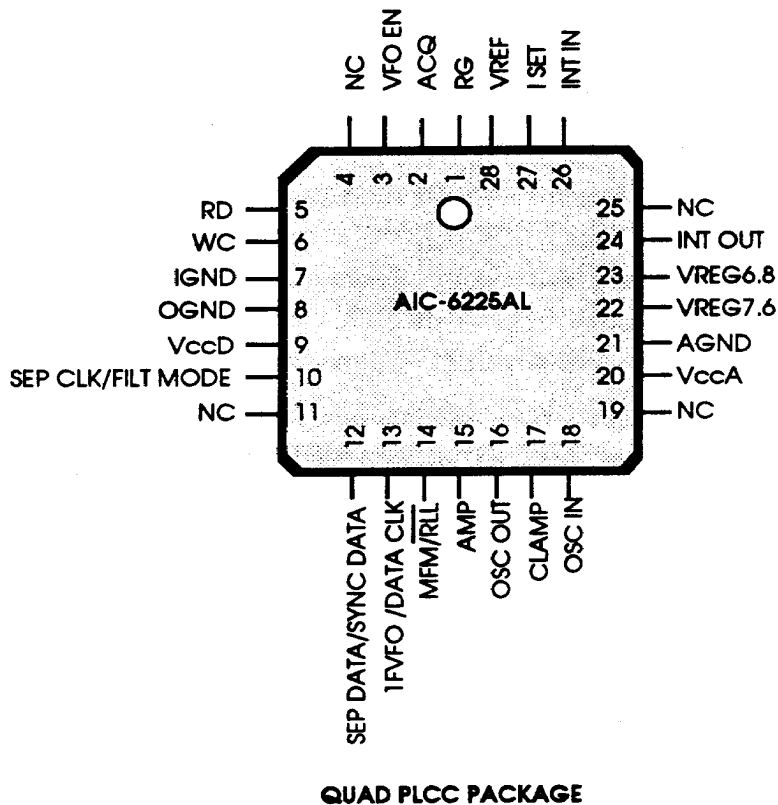 NC
VFO EN
ACQ
RG
VREF
I SET
INT IN
4
3
2
1
28
27
26
RD 5
WC 6
IGND 7
OGND 8
VccD 9
SEP CLK/FILT MODE 10
NC 11
25 NC
24 INT OUT
23 VREG6.8
22 VREG7.6
21 AGND
20 VccA
19 NC
AIC-6225AL
12
13
14
15
16
17
18
SEP DATA/SYNC DATA
1FVFO /DATA CLK
MFM/R̅L̅L̅
AMP
OSC OUT
CLAMP
OSC IN
QUAD PLCC PACKAGE